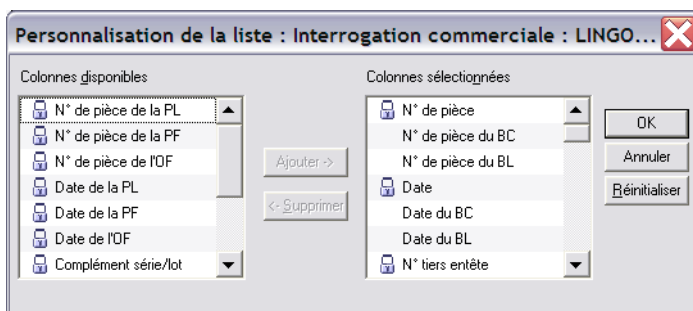 Personnalisation de la liste : Interrogation commerciale : LINGO...
Colonnes disponibles
N° de pièce de la PL
N° de pièce de la PF
N° de pièce de l'OF
Date de la PL
Date de la PF
Date de l'OF
Complément série/lot
Ajouter ->
<- Supprimer
Colonnes sélectionnées
N° de pièce
N° de pièce du BC
N° de pièce du BL
Date
Date du BC
Date du BL
N° tiers entête
OK
Annuler
Réinitialiser